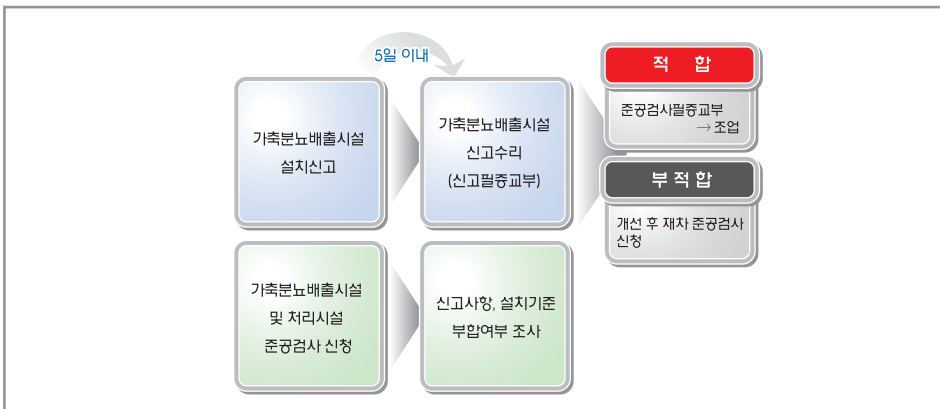 5일 이내
가축분뇨배출시설
설치신고
가축분뇨배출시설
신고수리
(신고필증교부)
적 합
준공검사필증교부
→ 조업
부적합
개선 후 재차 준공검사
신청
가축분뇨배출시설
및 처리시설
준공검사 신청
신고사항, 설치기준
부합여부 조사